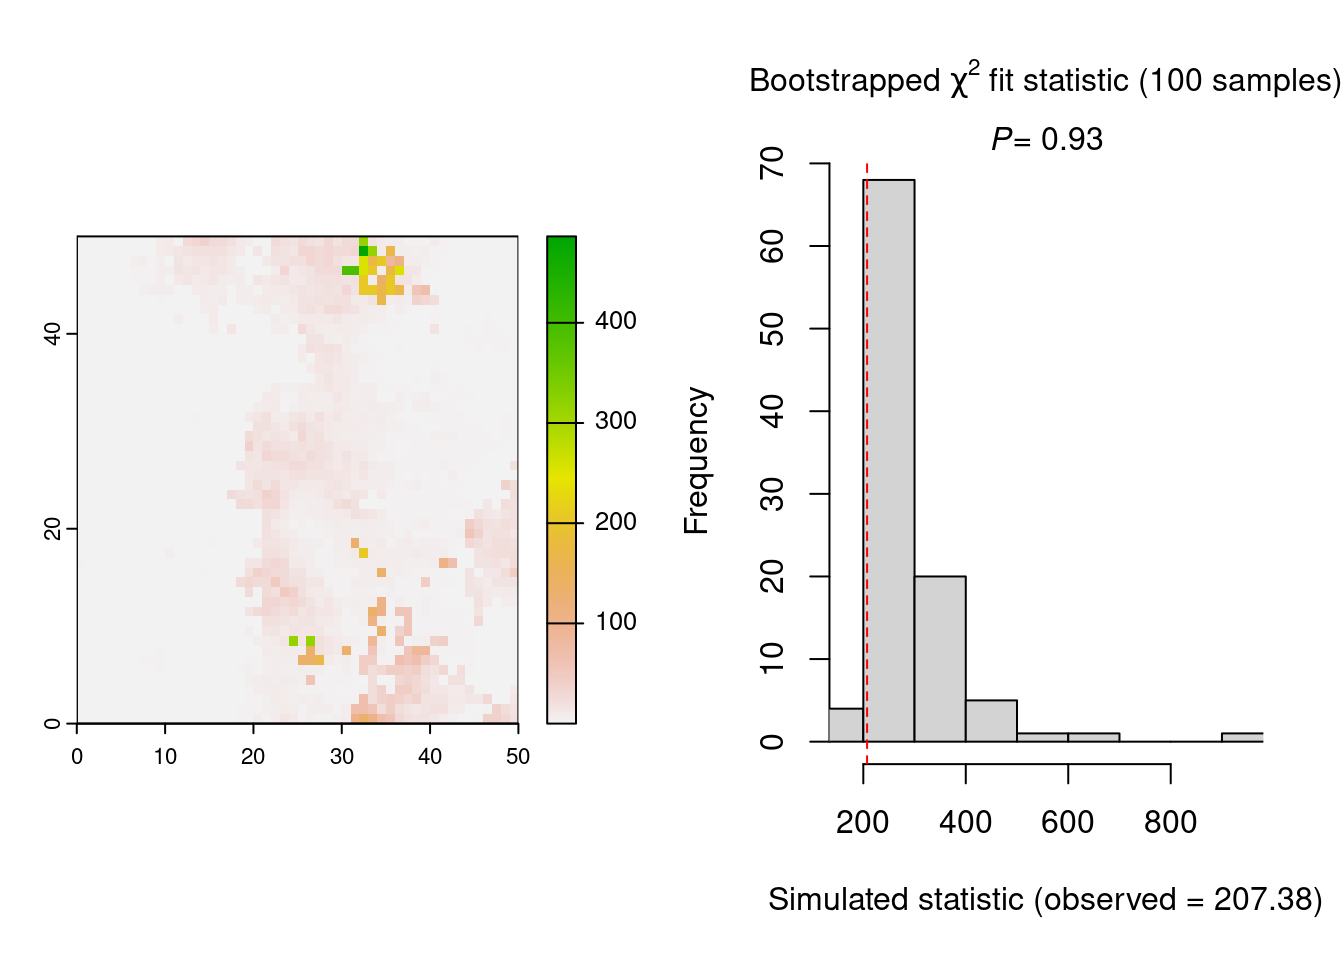 40
20
0
0 10 20 30 40 50
400
300
200
100
Bootstrapped χ² fit statistic (100 samples)
P= 0.93
Frequency
70
60
50
40
30
20
10
0
200 400 600 800
Simulated statistic (observed = 207.38)